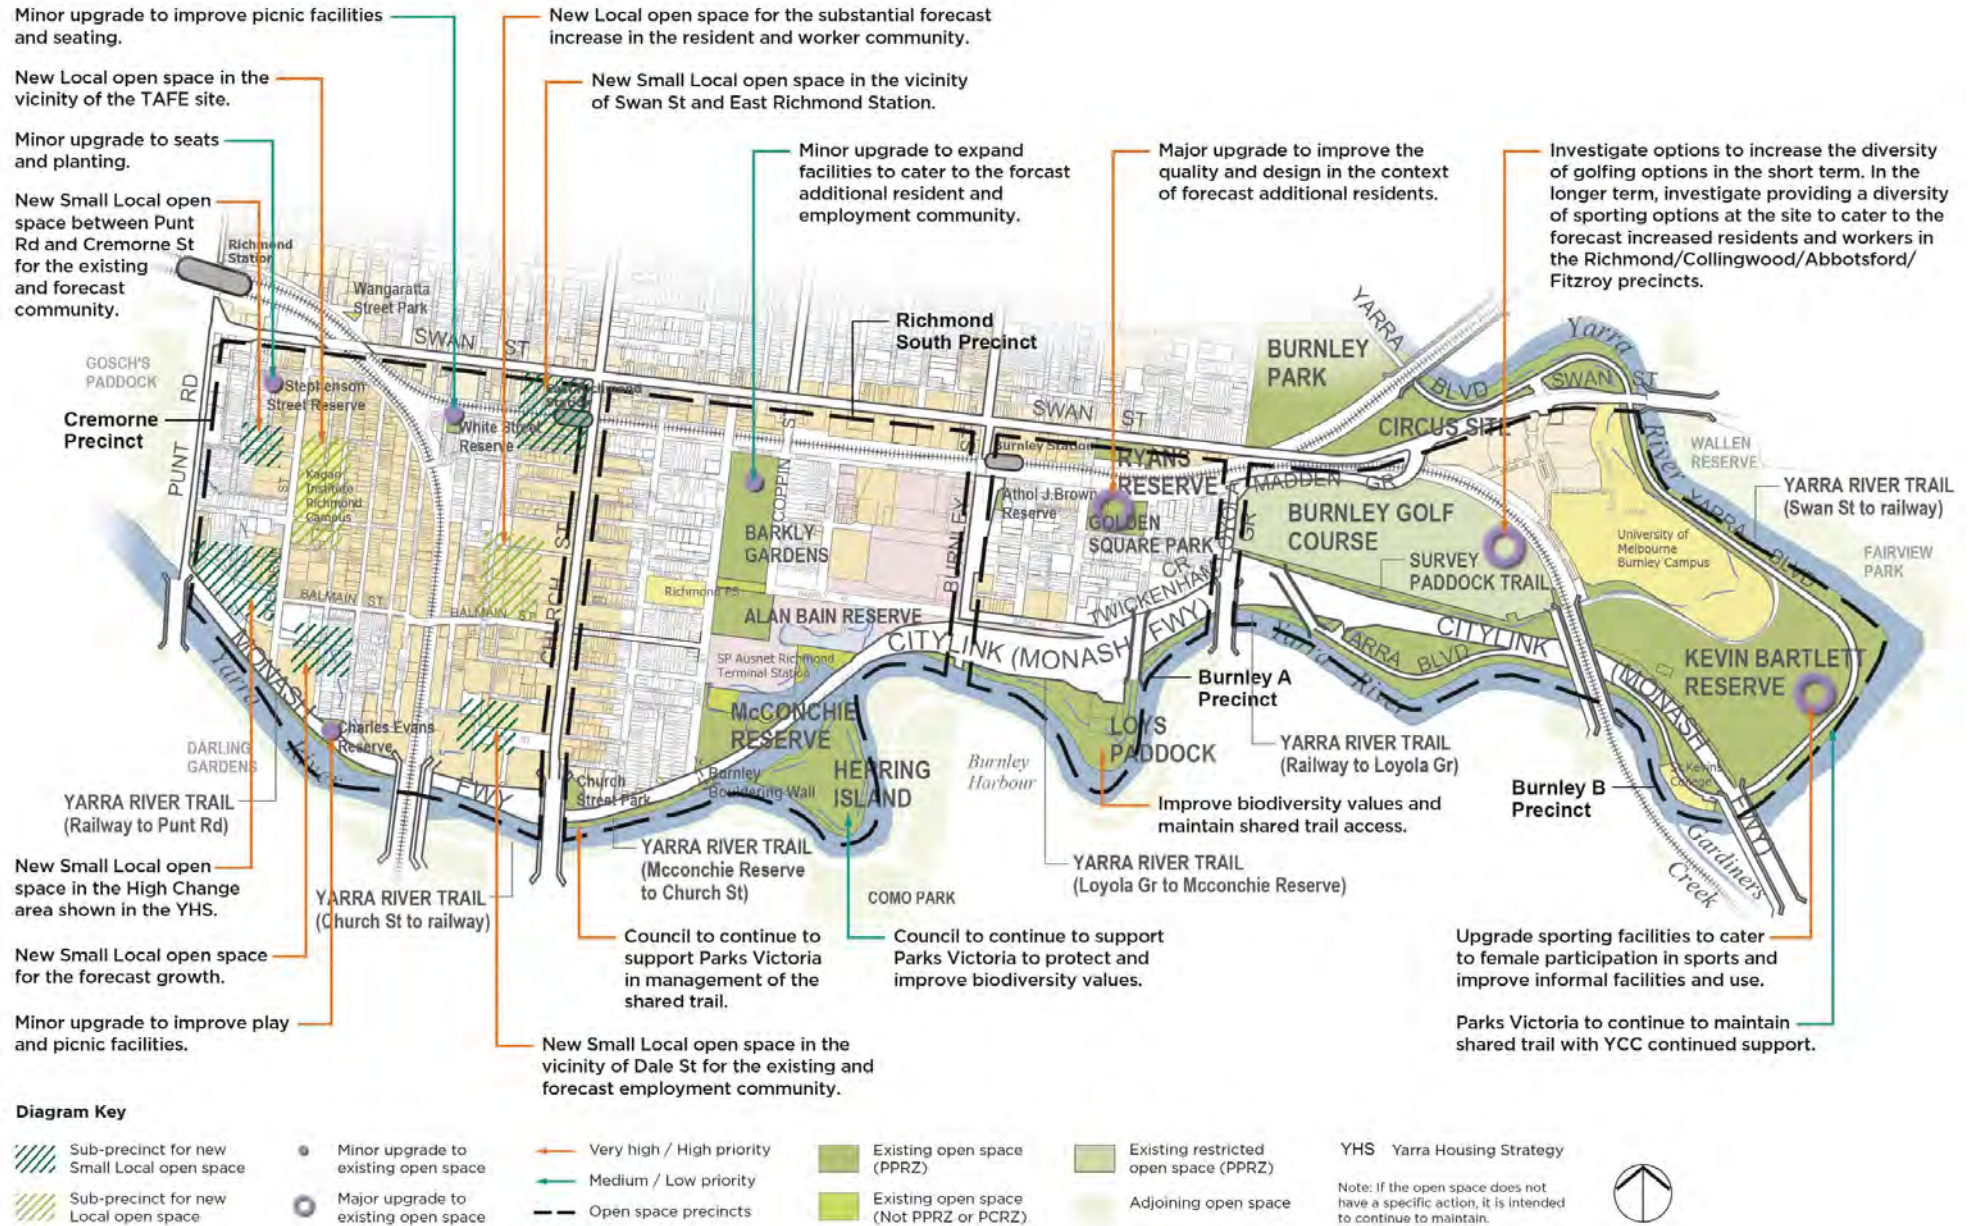 Minor upgrade to improve picnic facilities
and seating.
New Local open space in the
vicinity of the TAFE site.
Minor upgrade to seats
and planting.
New Small Local open
space between Punt
Rd and Cremorne St
for the existing
and forecast
community.
New Local open space for the substantial forecast
increase in the resident and worker community.
New Small Local open space in the vicinity
of Swan St and East Richmond Station.
Minor upgrade to expand
facilities to cater to the forcast
additional resident and
employment community.
Major upgrade to improve the
quality and design in the context
of forecast additional residents.
Investigate options to increase the diversity
of golfing options in the short term. In the
longer term, investigate providing a diversity
of sporting options at the site to cater to the
forecast increased residents and workers in
the Richmond/Collingwood/Abbotsford/
Fitzroy precincts.
Richmond
Station
Wangaratta
Street Park
SWAN ST
GOSCH'S
PADDOCK
PUNT RD
Cremorne
Precinct
Stephenson
Street Reserve
White Street
Reserve
Kagan
Institute
Richmond
Campus
ST
BALMAIN ST
BALMAIN ST
CHURCH ST
CHURCH
Richmond
South Precinct
SWAN ST
ST
COPPIN
BARKLY
GARDENS
Richmond PS
ALAN BAIN RESERVE
SP Ausnet Richmond
Terminal Station
BURNLEY
S
Burnley Station
Athol J.Brown
Reserve
RYANS
RESERVE
GOLDEN
SQUARE PARK
TWICKENHAM
CR
GR
MADDEN GR
BURNLEY
PARK
YARRA
BLVD
CIRCUS SITE
SWAN ST
Yarra
River
WALLEN
RESERVE
YARRA RIVER TRAIL
(Swan St to railway)
YARRA BLVD
FAIRVIEW
PARK
BURNLEY GOLF
COURSE
SURVEY
PADDOCK TRAIL
University of
Melbourne
Burnley Campus
CITYLINK (MONASH FWY)
CITYLINK
(MONASH
FWY)
Yarra
River
YARRA BLVD
KEVIN BARTLETT
RESERVE
St Kevins
College
Gardiners
Creek
Burnley A
Precinct
Burnley B
Precinct
LOYS
PADDOCK
YARRA RIVER TRAIL
(Railway to Loyola Gr)
Improve biodiversity values and
maintain shared trail access.
Burnley
Harbour
YARRA RIVER TRAIL
(Loyola Gr to Mcconchie Reserve)
McCONCHIE
RESERVE
HERRING
ISLAND
Burnley
Bouldering Wall
Church
Street Park
YARRA RIVER TRAIL
(Mcconchie Reserve
to Church St)
COMO PARK
MONASH
FWY
Yarra
River
Charles Evans
Reserve
DARLING
GARDENS
YARRA RIVER TRAIL
(Railway to Punt Rd)
YARRA RIVER TRAIL
(Church St to railway)
New Small Local open
space in the High Change
area shown in the YHS.
New Small Local open space
for the forecast growth.
Minor upgrade to improve play
and picnic facilities.
Council to continue to
support Parks Victoria
in management of the
shared trail.
Council to continue to support
Parks Victoria to protect and
improve biodiversity values.
New Small Local open space in the
vicinity of Dale St for the existing and
forecast employment community.
Upgrade sporting facilities to cater
to female participation in sports and
improve informal facilities and use.
Parks Victoria to continue to maintain
shared trail with YCC continued support.
Diagram Key
Sub-precinct for new
Small Local open space
Sub-precinct for new
Local open space
Minor upgrade to
existing open space
Major upgrade to
existing open space
Very high / High priority
Medium / Low priority
Open space precincts
Existing open space
(PPRZ)
Existing open space
(Not PPRZ or PCRZ)
Existing restricted
open space (PPRZ)
Adjoining open space
YHS Yarra Housing Strategy
Note: If the open space does not
have a specific action, it is intended
to continue to maintain.